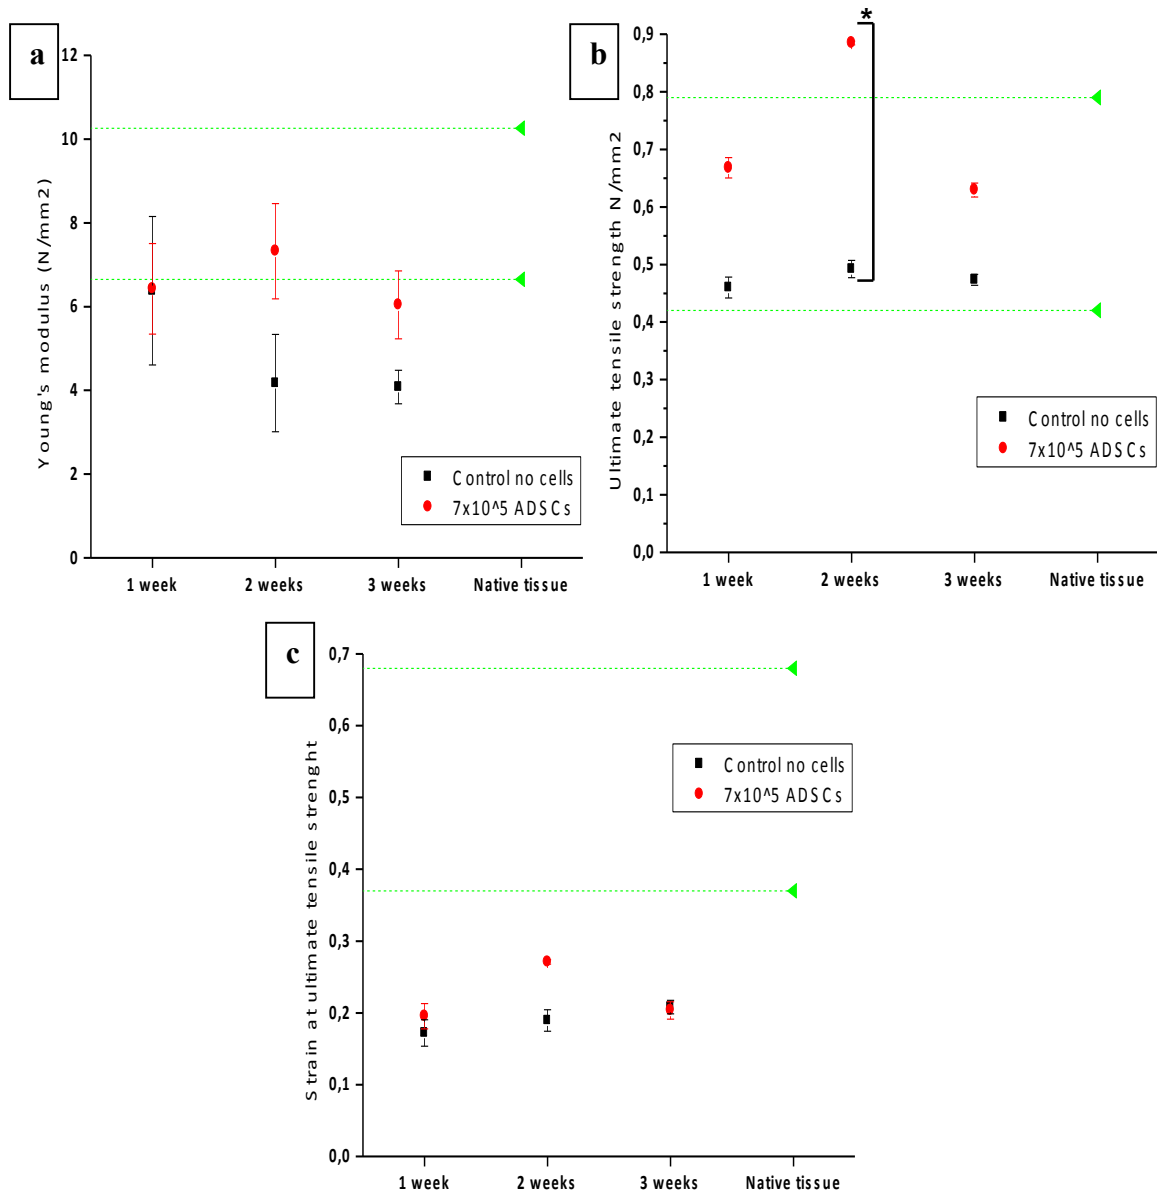 a
Young's modulus (N/mm2)
12
10
8
6
4
2
0
1 week
2 weeks
3 weeks
Native tissue
Control no cells
7x10^5 ADSCs
b
*
Ultimate tensile strength N/mm2
0,9
0,8
0,7
0,6
0,5
0,4
0,3
0,2
0,1
0,0
1 week
2 weeks
3 weeks
Native tissue
Control no cells
7x10^5 ADSCs
c
Strain at ultimate tensile strenght
0,7
0,6
0,5
0,4
0,3
0,2
0,1
0,0
1 week
2 weeks
3 weeks
Native tissue
Control no cells
7x10^5 ADSCs